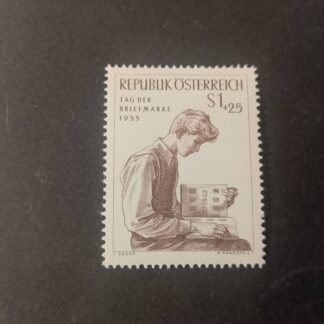 REPUBLIK ÖSTERREICH
TAG DER
BRIEFMARKE
1955
S1+25